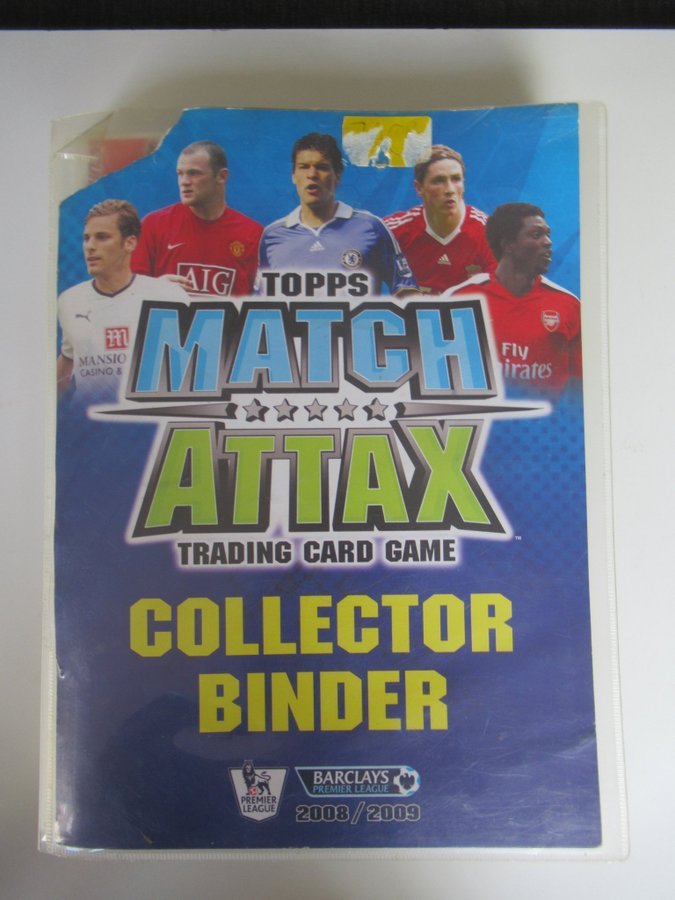 AIG
MANSIO
CASINO &
Fly
irates
TOPPS
MATCH
ATTAX
™
TRADING CARD GAME
COLLECTOR
BINDER
PREMIER
LEAGUE
BARCLAYS
PREMIER LEAGUE
2008/2009